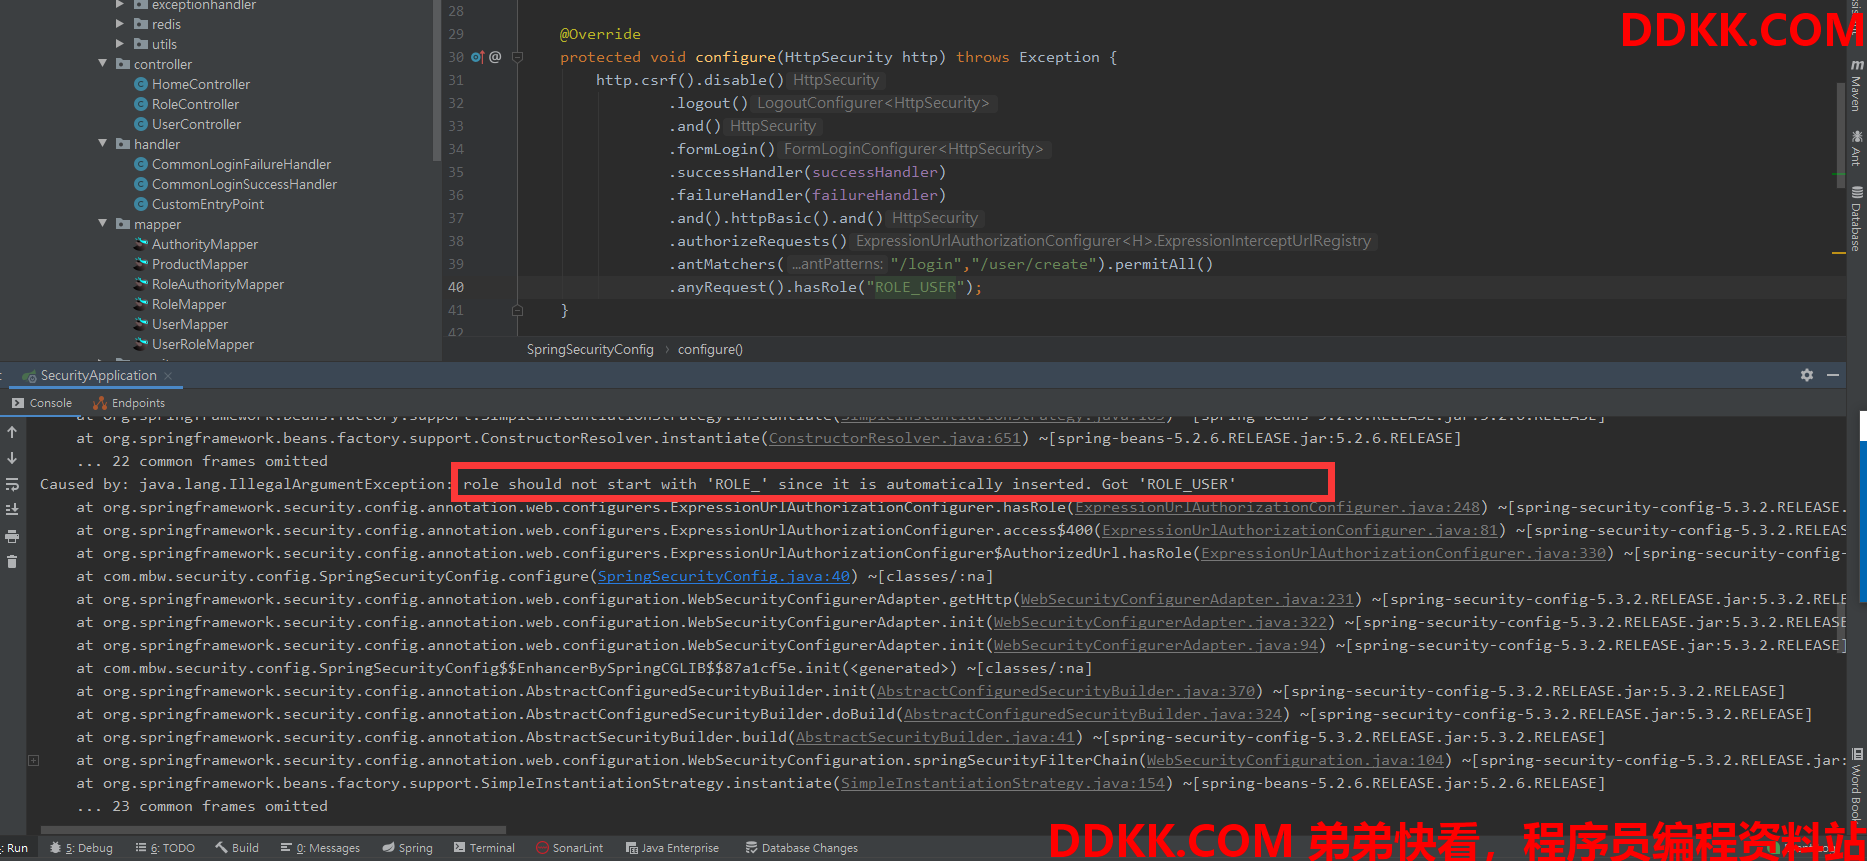 exceptionhandler
redis
utils
controller
HomeController
RoleController
UserController
handler
CommonLoginFailureHandler
CommonLoginSuccessHandler
CustomEntryPoint
mapper
AuthorityMapper
ProductMapper
RoleAuthorityMapper
RoleMapper
UserMapper
UserRoleMapper
28
29 @Override
30 @ protected void configure(HttpSecurity http) throws Exception {
31 http.csrf().disable() HttpSecurity
32 .logout() LogoutConfigurer<HttpSecurity>
33 .and() HttpSecurity
34 .formLogin() FormLoginConfigurer<HttpSecurity>
35 .successHandler(successHandler)
36 .failureHandler(failureHandler)
37 .and().httpBasic().and() HttpSecurity
38 .authorizeRequests() ExpressionUrlAuthorizationConfigurer<H>.ExpressionInterceptUrlRegistry
39 .antMatchers( ...antPatterns: "/login","/user/create").permitAll()
40 .anyRequest().hasRole("ROLE_USER");
41 }
42
SpringSecurityConfig › configure()
DDKK.COM
Maven
Ant
Database
SecurityApplication ×
Console Endpoints
at org.springframework.beans.factory.support.SimpleInstantiationStrategy.instantiate(SimpleInstantiationStrategy.java:185) ~[spring-beans-5.2.6.RELEASE.jar:5.2.6.RELEASE]
at org.springframework.beans.factory.support.ConstructorResolver.instantiate(ConstructorResolver.java:651) ~[spring-beans-5.2.6.RELEASE.jar:5.2.6.RELEASE]
... 22 common frames omitted
Caused by: java.lang.IllegalArgumentException: role should not start with 'ROLE_' since it is automatically inserted. Got 'ROLE_USER'
at org.springframework.security.config.annotation.web.configurers.ExpressionUrlAuthorizationConfigurer.hasRole(ExpressionUrlAuthorizationConfigurer.java:248) ~[spring-security-config-5.3.2.RELEASE.
at org.springframework.security.config.annotation.web.configurers.ExpressionUrlAuthorizationConfigurer.access$400(ExpressionUrlAuthorizationConfigurer.java:81) ~[spring-security-config-5.3.2.RELEAS
at org.springframework.security.config.annotation.web.configurers.ExpressionUrlAuthorizationConfigurer$AuthorizedUrl.hasRole(ExpressionUrlAuthorizationConfigurer.java:330) ~[spring-security-config-
at com.mbw.security.config.SpringSecurityConfig.configure(SpringSecurityConfig.java:40) ~[classes/:na]
at org.springframework.security.config.annotation.web.configuration.WebSecurityConfigurerAdapter.getHttp(WebSecurityConfigurerAdapter.java:231) ~[spring-security-config-5.3.2.RELEASE.jar:5.3.2.RELE
at org.springframework.security.config.annotation.web.configuration.WebSecurityConfigurerAdapter.init(WebSecurityConfigurerAdapter.java:322) ~[spring-security-config-5.3.2.RELEASE.jar:5.3.2.RELEASE
at org.springframework.security.config.annotation.web.configuration.WebSecurityConfigurerAdapter.init(WebSecurityConfigurerAdapter.java:94) ~[spring-security-config-5.3.2.RELEASE.jar:5.3.2.RELEASE]
at com.mbw.security.config.SpringSecurityConfig$$EnhancerBySpringCGLIB$$87a1cf5e.init(<generated>) ~[classes/:na]
at org.springframework.security.config.annotation.AbstractConfiguredSecurityBuilder.init(AbstractConfiguredSecurityBuilder.java:370) ~[spring-security-config-5.3.2.RELEASE.jar:5.3.2.RELEASE]
at org.springframework.security.config.annotation.AbstractConfiguredSecurityBuilder.doBuild(AbstractConfiguredSecurityBuilder.java:324) ~[spring-security-config-5.3.2.RELEASE.jar:5.3.2.RELEASE]
at org.springframework.security.config.annotation.AbstractSecurityBuilder.build(AbstractSecurityBuilder.java:41) ~[spring-security-config-5.3.2.RELEASE.jar:5.3.2.RELEASE]
at org.springframework.security.config.annotation.web.configuration.WebSecurityConfiguration.springSecurityFilterChain(WebSecurityConfiguration.java:104) ~[spring-security-config-5.3.2.RELEASE.jar:
at org.springframework.beans.factory.support.SimpleInstantiationStrategy.instantiate(SimpleInstantiationStrategy.java:154) ~[spring-beans-5.2.6.RELEASE.jar:5.2.6.RELEASE]
... 23 common frames omitted
Word Book
Run 5: Debug 6: TODO Build 0: Messages Spring Terminal SonarLint Java Enterprise Database Changes
DDKK.COM 弟弟快看，程序员编程资料站